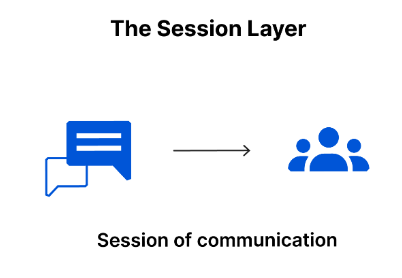 The Session Layer
Session of communication